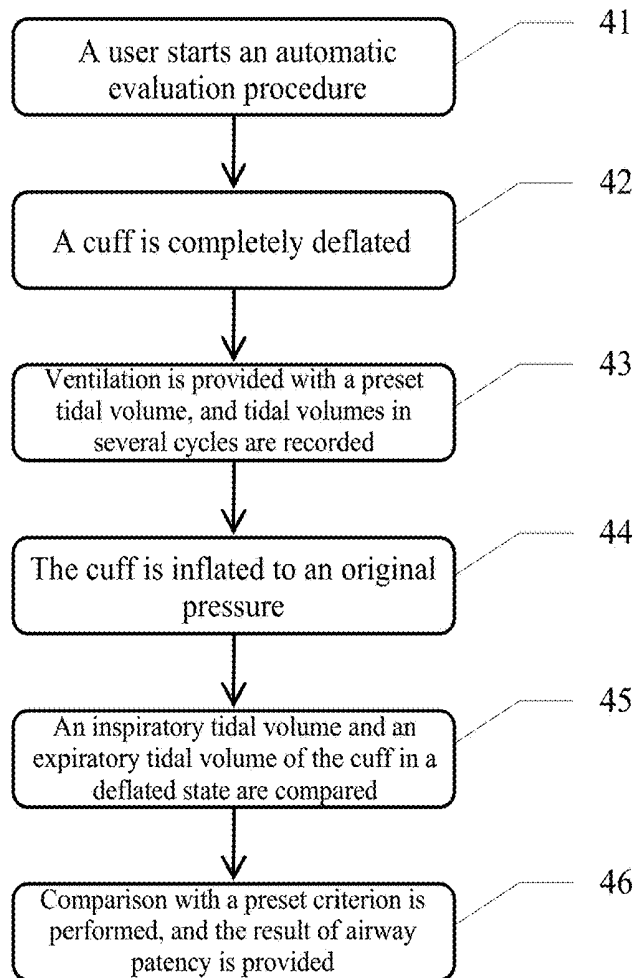 41
A user starts an automatic
evaluation procedure
42
A cuff is completely deflated
43
Ventilation is provided with a preset
tidal volume, and tidal volumes in
several cycles are recorded
44
The cuff is inflated to an original
pressure
45
An inspiratory tidal volume and an
expiratory tidal volume of the cuff in a
deflated state are compared
46
Comparison with a preset criterion is
performed, and the result of airway
patency is provided